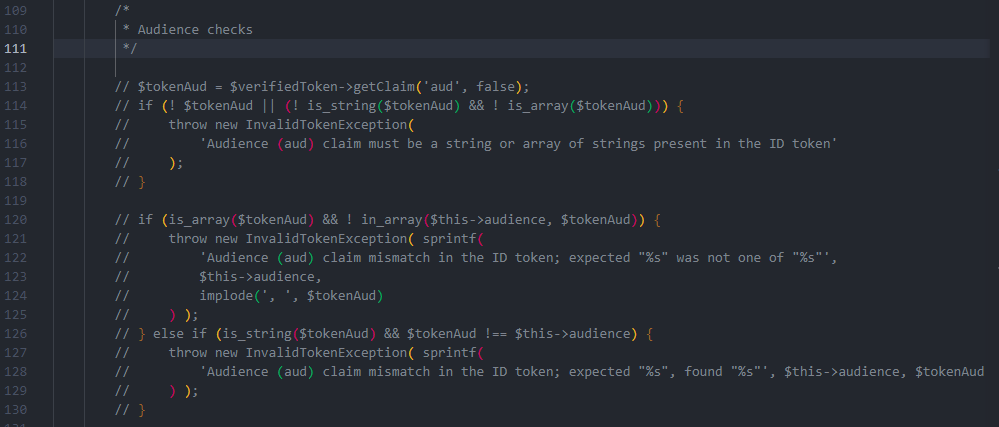 109 /*
110 * Audience checks
111 */
112
113 // $tokenAud = $verifiedToken->getClaim('aud', false);
114 // if (! $tokenAud || (! is_string($tokenAud) && ! is_array($tokenAud))) {
115 //     throw new InvalidTokenException(
116 //         'Audience (aud) claim must be a string or array of strings present in the ID token'
117 //     );
118 // }
119
120 // if (is_array($tokenAud) && ! in_array($this->audience, $tokenAud)) {
121 //     throw new InvalidTokenException( sprintf(
122 //         'Audience (aud) claim mismatch in the ID token; expected "%s" was not one of "%s"',
123 //         $this->audience,
124 //         implode(', ', $tokenAud)
125 //     ) );
126 // } else if (is_string($tokenAud) && $tokenAud !== $this->audience) {
127 //     throw new InvalidTokenException( sprintf(
128 //         'Audience (aud) claim mismatch in the ID token; expected "%s", found "%s"', $this->audience, $tokenAud
129 //     ) );
130 // }